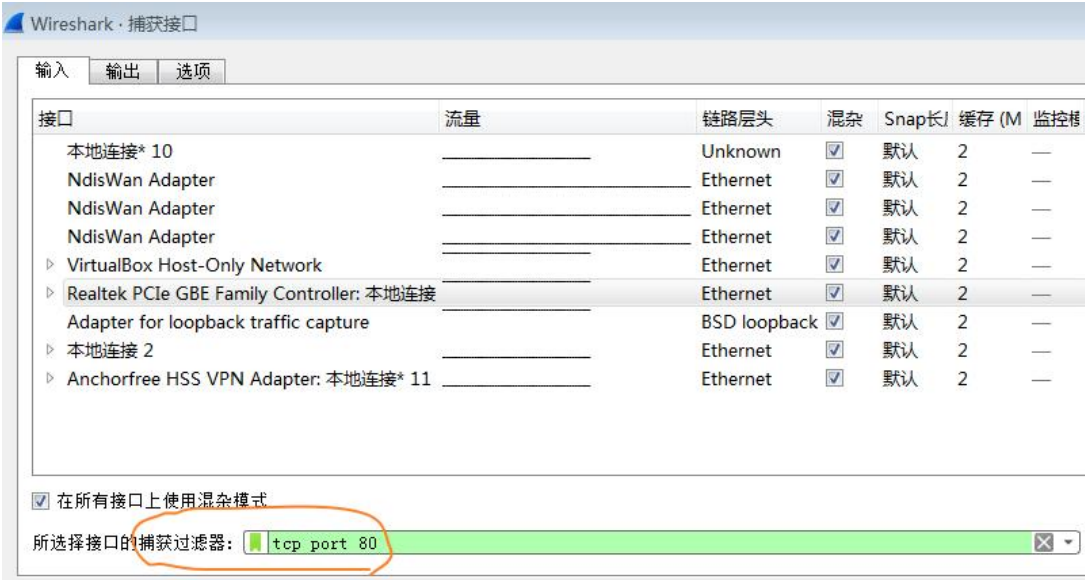 Wireshark · 捕获接口
输入 输出 选项
接口 流量 链路层头 混杂 Snap长 缓存 (M 监控模
本地连接* 10 Unknown 默认 2 —
NdisWan Adapter Ethernet 默认 2 —
NdisWan Adapter Ethernet 默认 2 —
NdisWan Adapter Ethernet 默认 2 —
VirtualBox Host-Only Network Ethernet 默认 2 —
Realtek PCIe GBE Family Controller: 本地连接 Ethernet 默认 2 —
Adapter for loopback traffic capture BSD loopback 默认 2 —
本地连接 2 Ethernet 默认 2 —
Anchorfree HSS VPN Adapter: 本地连接* 11 Ethernet 默认 2 —
在所有接口上使用混杂模式
所选择接口的捕获过滤器: tcp port 80